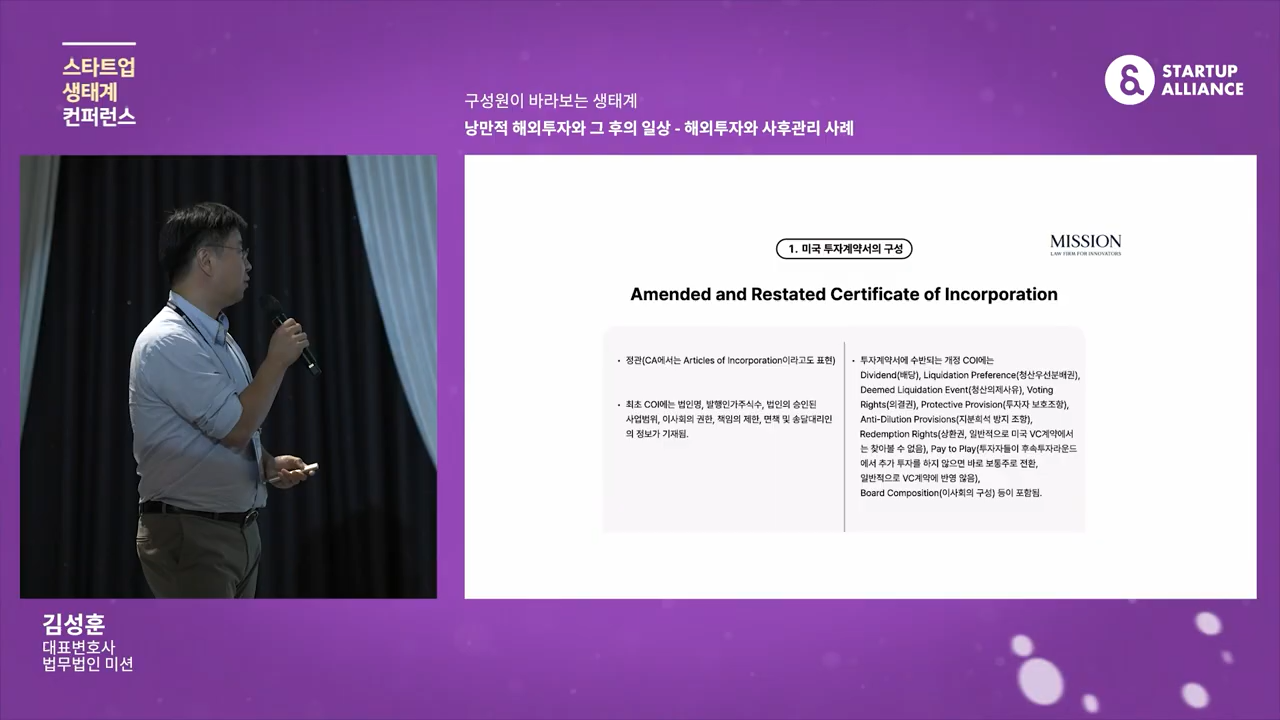 스타트업
생태계
컨퍼런스
STARTUP
ALLIANCE
구성원이 바라보는 생태계
낭만적 해외투자와 그 후의 일상 - 해외투자와 사후관리 사례
1. 미국 투자계약서의 구성
MISSION
LAW FIRM FOR INNOVATORS
Amended and Restated Certificate of Incorporation
• 정관(CA에서는 Articles of Incorporation이라고도 표현)
• 최초 COI에는 법인명, 발행인가주식수, 법인의 승인된
사업범위, 이사회의 권한, 책임의 제한, 면책 및 송달대리인
의 정보가 기재됨.
• 투자계약서에 수반되는 개정 COI에는
Dividend(배당), Liquidation Preference(청산우선분배권),
Deemed Liquidation Event(청산의제사유), Voting
Rights(의결권), Protective Provision(투자자 보호조항),
Anti-Dilution Provisions(지분희석 방지 조항),
Redemption Rights(상환권, 일반적으로 미국 VC계약에서
는 찾아볼 수 없음), Pay to Play(투자자들이 후속투자라운드
에서 추가 투자를 하지 않으면 바로 보통주로 전환,
일반적으로 VC계약에 반영 않음),
Board Composition(이사회의 구성) 등이 포함됨.
김성훈
대표변호사
법무법인 미션